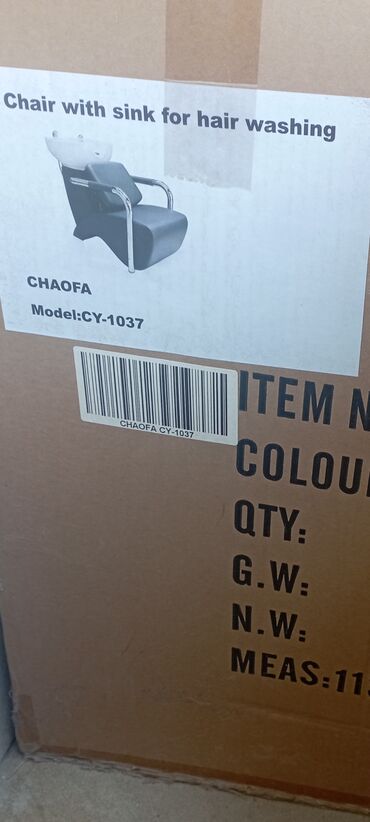 Chair with sink for hair washing
CHAOFA
Model:CY-1037
CHAOFA CY-1037
ITEM N
COLOU
QTY:
G.W:
N.W:
MEAS:11